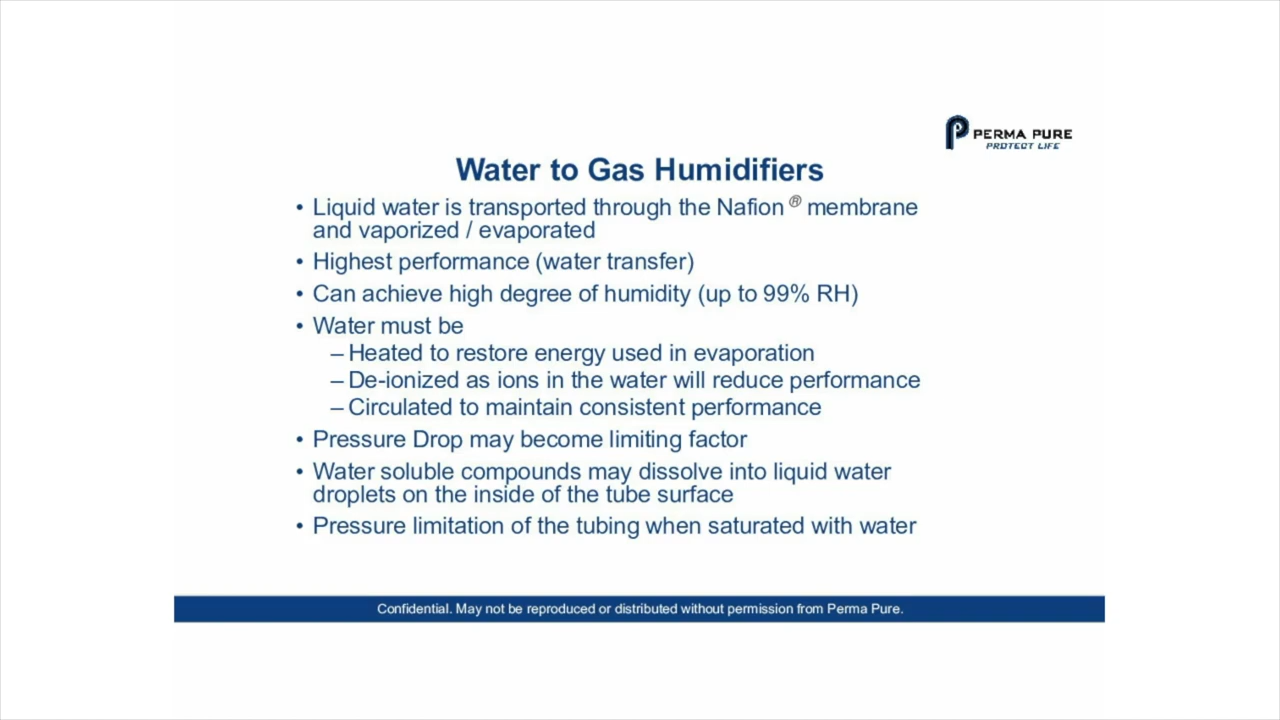 PERMA PURE
PROTECT LIFE
Water to Gas Humidifiers
• Liquid water is transported through the Nafion ® membrane
and vaporized / evaporated
• Highest performance (water transfer)
• Can achieve high degree of humidity (up to 99% RH)
• Water must be
– Heated to restore energy used in evaporation
– De-ionized as ions in the water will reduce performance
– Circulated to maintain consistent performance
• Pressure Drop may become limiting factor
• Water soluble compounds may dissolve into liquid water
droplets on the inside of the tube surface
• Pressure limitation of the tubing when saturated with water
Confidential. May not be reproduced or distributed without permission from Perma Pure.